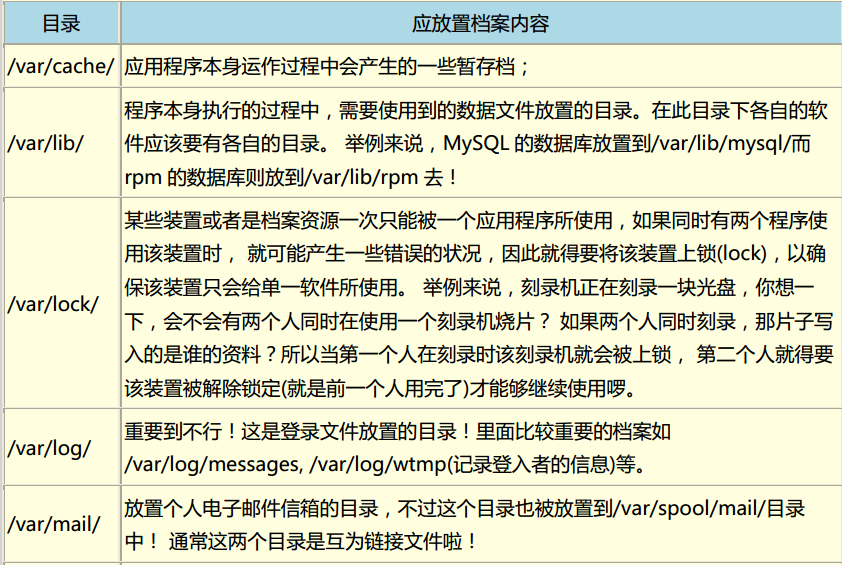 目录 应放置档案内容
/var/cache/ 应用程序本身运作过程中会产生的一些暂存档；
程序本身执行的过程中，需要使用到的数据文件放置的目录。在此目录下各自的软
/var/lib/ 件应该要有各自的目录。 举例来说，MySQL 的数据库放置到/var/lib/mysql/而
rpm 的数据库则放到/var/lib/rpm 去！
某些装置或者是档案资源一次只能被一个应用程序所使用，如果同时有两个程序使
用该装置时， 就可能产生一些错误的状况，因此就得要将该装置上锁(lock)，以确
保该装置只会给单一软件所使用。 举例来说，刻录机正在刻录一块光盘，你想一
/var/lock/ 下，会不会有两个人同时在使用一个刻录机烧片？ 如果两个人同时刻录，那片子写
入的是谁的资料？所以当第一个人在刻录时该刻录机就会被上锁， 第二个人就得要
该装置被解除锁定(就是前一个人用完了)才能够继续使用啰。
/var/log/ 重要到不行！这是登录文件放置的目录！里面比较重要的档案如
/var/log/messages, /var/log/wtmp(记录登入者的信息)等。
/var/mail/ 放置个人电子邮件信箱的目录，不过这个目录也被放置到/var/spool/mail/目录
中！ 通常这两个目录是互为链接文件啦！